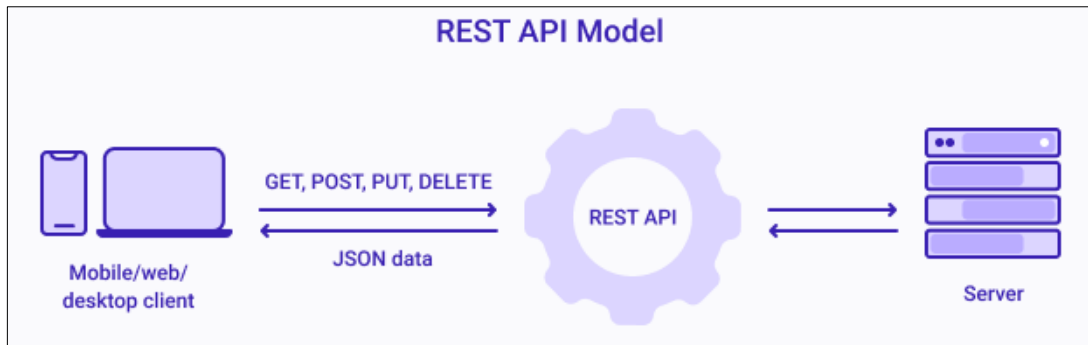 REST API Model
GET, POST, PUT, DELETE
REST API
JSON data
Mobile/web/
desktop client
Server